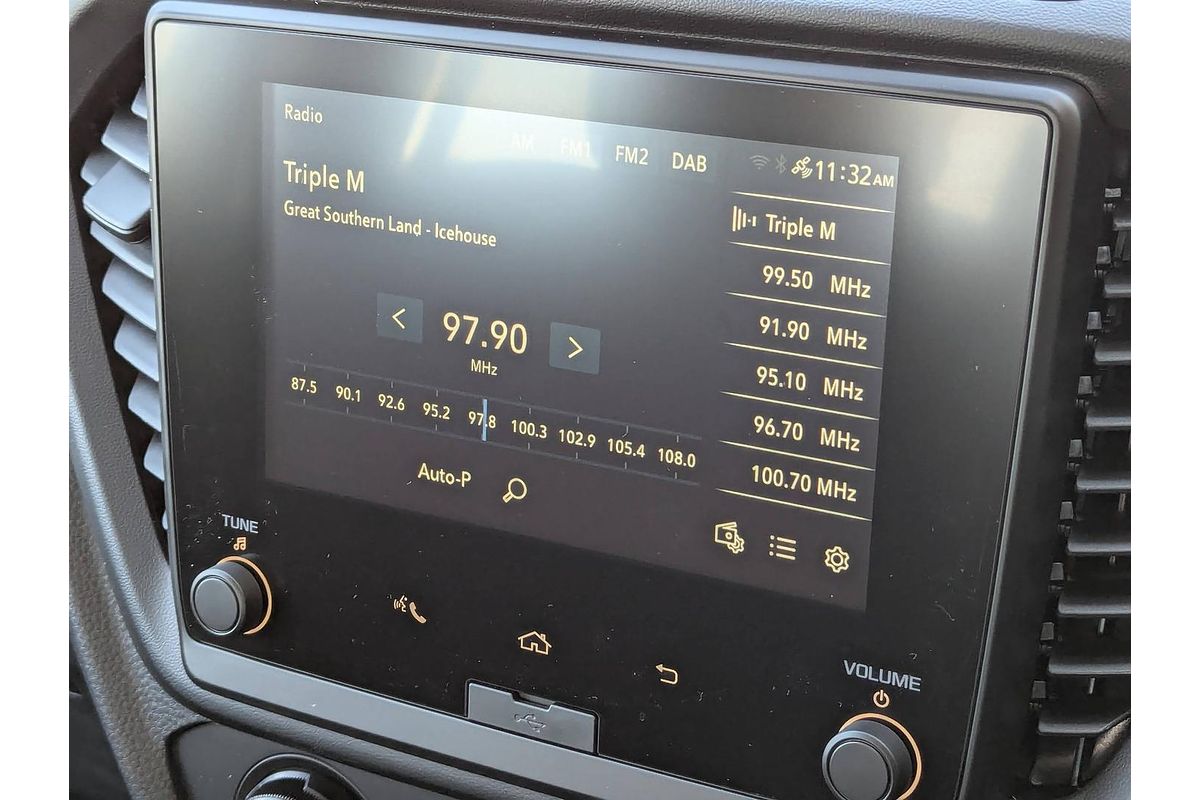 Radio
AM FM1 FM2 DAB
11:32AM
Triple M
Great Southern Land - Icehouse
< 97.90 >
MHz
87.5 90.1 92.6 95.2 97.8 100.3 102.9 105.4 108.0
Auto-P
Triple M
99.50 MHz
91.90 MHz
95.10 MHz
96.70 MHz
100.70 MHz
TUNE
VOLUME